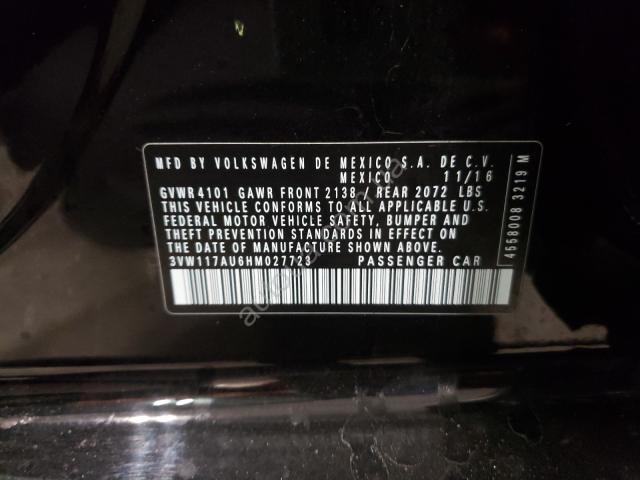 MFD BY VOLKSWAGEN DE MEXICO S.A. DE C.V.
MEXICO 11/16
GVWR 4101 GAWR FRONT 2138 / REAR 2072 LBS
THIS VEHICLE CONFORMS TO ALL APPLICABLE U.S.
FEDERAL MOTOR VEHICLE SAFETY, BUMPER AND
THEFT PREVENTION STANDARDS IN EFFECT ON
THE DATE OF MANUFACTURE SHOWN ABOVE.
3VW117AU6HM027723 PASSENGER CAR
4558008 3219 M